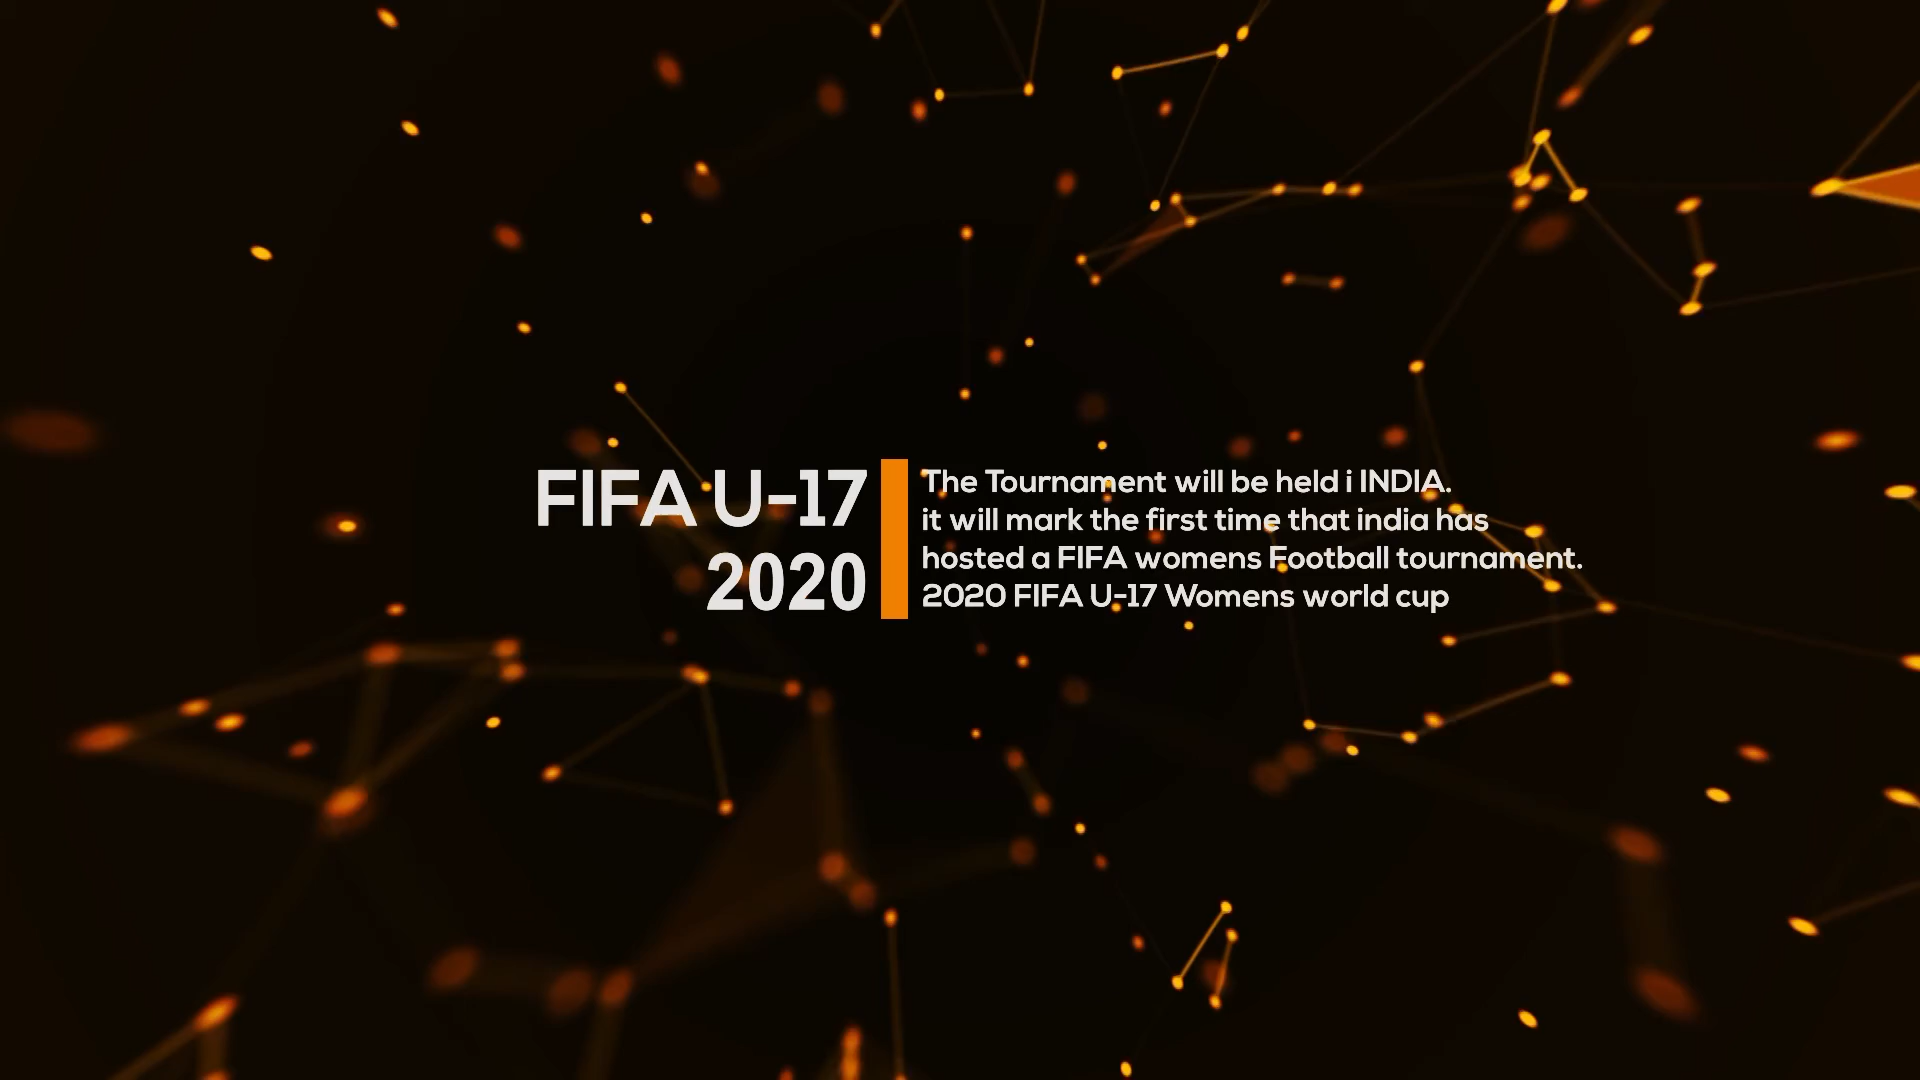 FIFA U-17
2020
The Tournament will be held i INDIA.
it will mark the first time that india has
hosted a FIFA womens Football tournament.
2020 FIFA U-17 Womens world cup